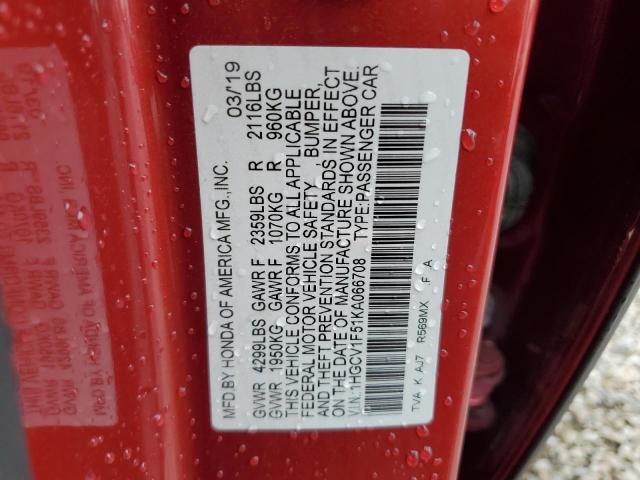 MFD.BY HONDA OF AMERICA MFG.,INC. 03/'19
GVWR 4299LBS GAWR F 2359LBS R 2116LBS
GVWR 1950KG GAWR F 1070KG R 960KG
THIS VEHICLE CONFORMS TO ALL APPLICABLE
FEDERAL MOTOR VEHICLE SAFETY, BUMPER,
AND THEFT PREVENTION STANDARDS IN EFFECT
ON THE DATE OF MANUFACTURE SHOWN ABOVE.
V.I.N.:1HGCV1F51KA066708 TYPE:PASSENGER CAR
TVA K AJ7 R569MX F A